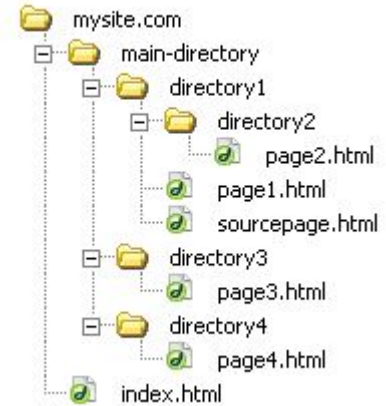 mysite.com
main-directory
directory1
directory2
page2.html
page1.html
sourcepage.html
directory3
page3.html
directory4
page4.html
index.html